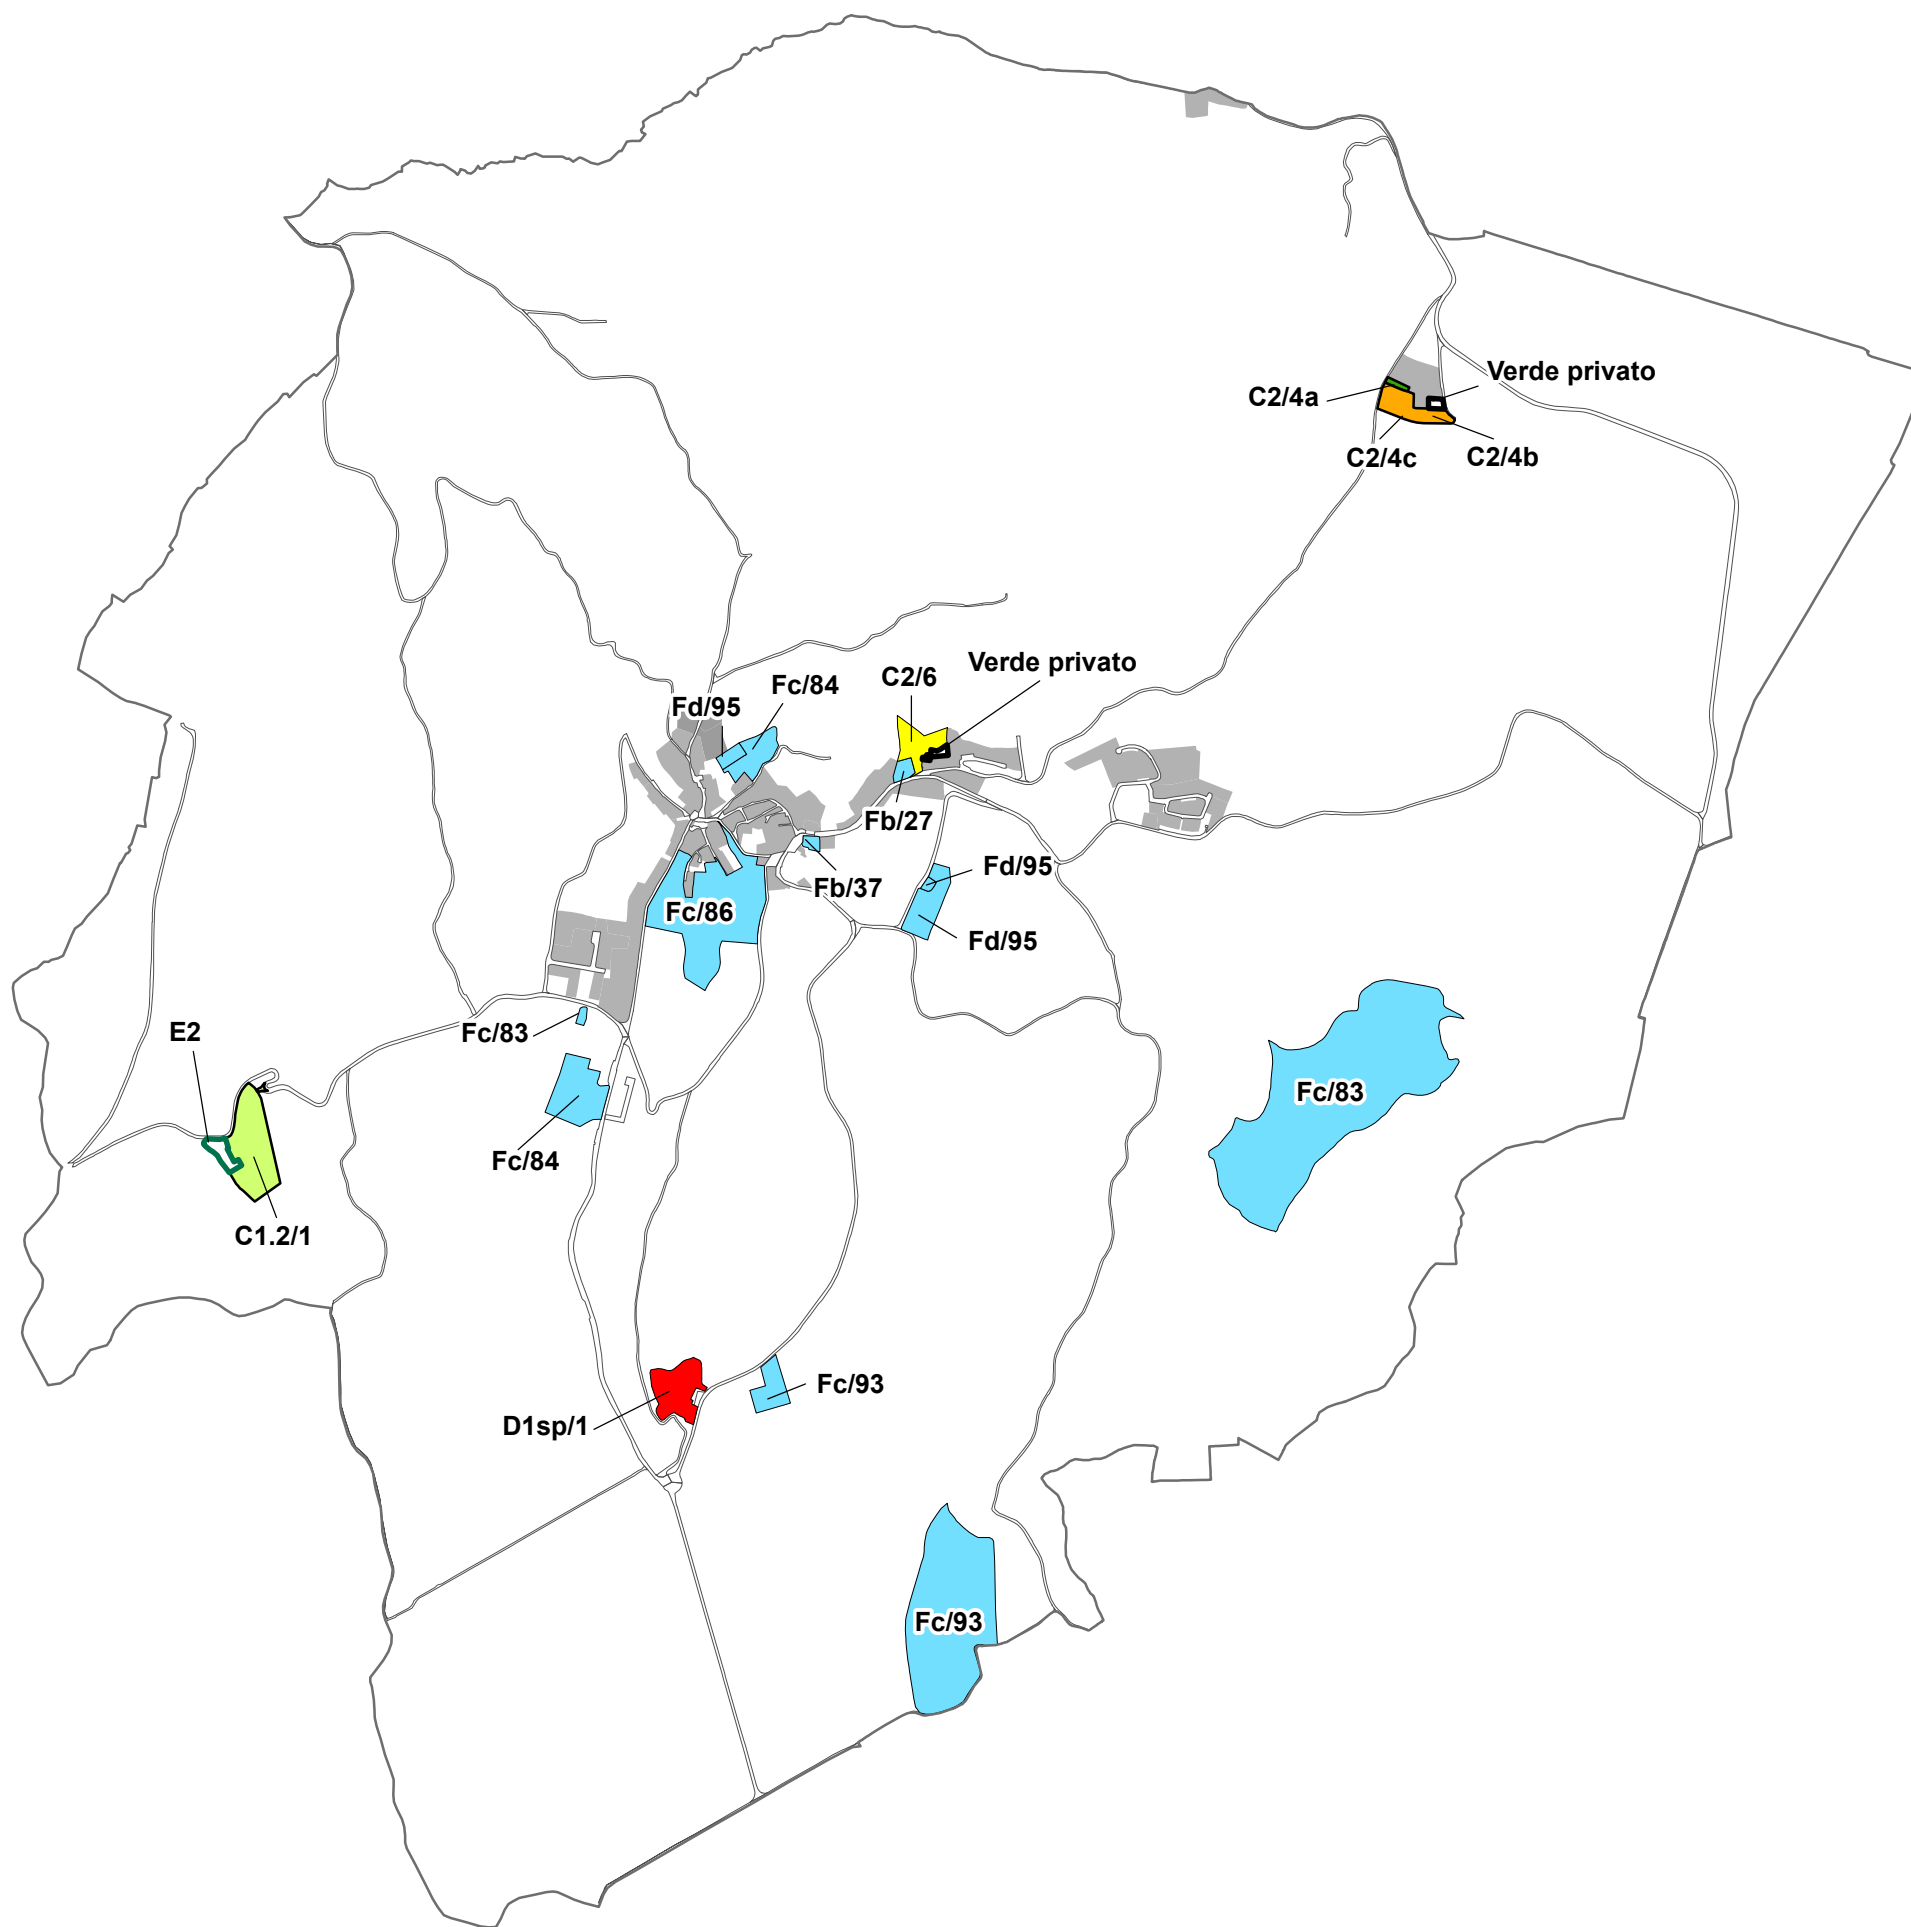 Verde privato
C2/4a
C2/4c
C2/4b
Verde privato
C2/6
Fc/84
Fd/95
Fb/27
Fd/95
Fb/37
Fc/86
Fd/95
Fc/83
E2
Fc/83
Fc/84
C1.2/1
Fc/93
D1sp/1
Fc/93